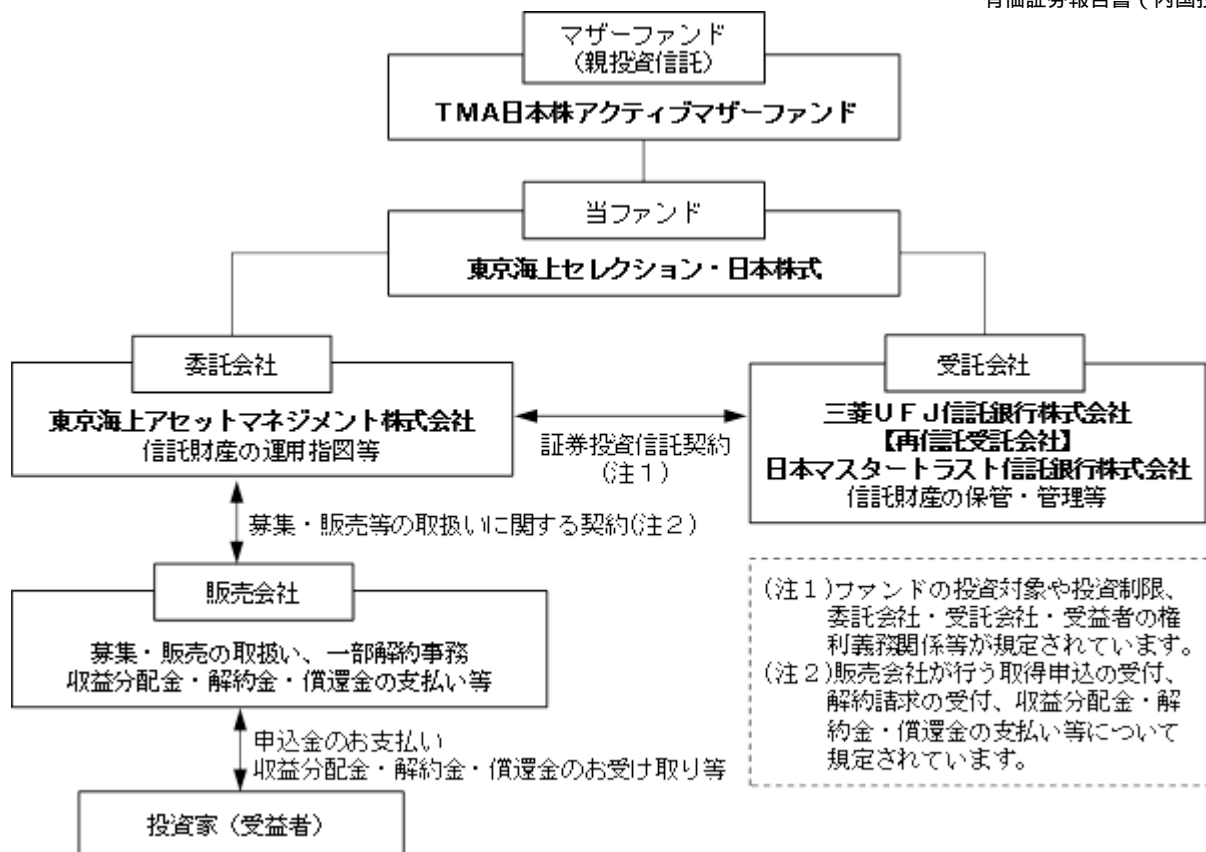 有価証券報告書(内国投
マザーファンド
(親投資信託)
TMA日本株アクティブマザーファンド
当ファンド
東京海上セレクション・日本株式
委託会社
東京海上アセットマネジメント株式会社
信託財産の運用指図等
証券投資信託契約
(注1)
受託会社
三菱UFJ信託銀行株式会社
【再信託受託会社】
日本マスタートラスト信託銀行株式会社
信託財産の保管・管理等
募集・販売等の取扱いに関する契約(注2)
販売会社
募集・販売の取扱い、一部解約事務
収益分配金・解約金・償還金の支払い等
申込金のお支払い
収益分配金・解約金・償還金のお受け取り等
投資家(受益者)
(注1)ファンドの投資対象や投資制限、
委託会社・受託会社・受益者の権
利義務関係等が規定されています。
(注2)販売会社が行う取得申込の受付、
解約請求の受付、収益分配金・解
約金・償還金の支払い等について
規定されています。